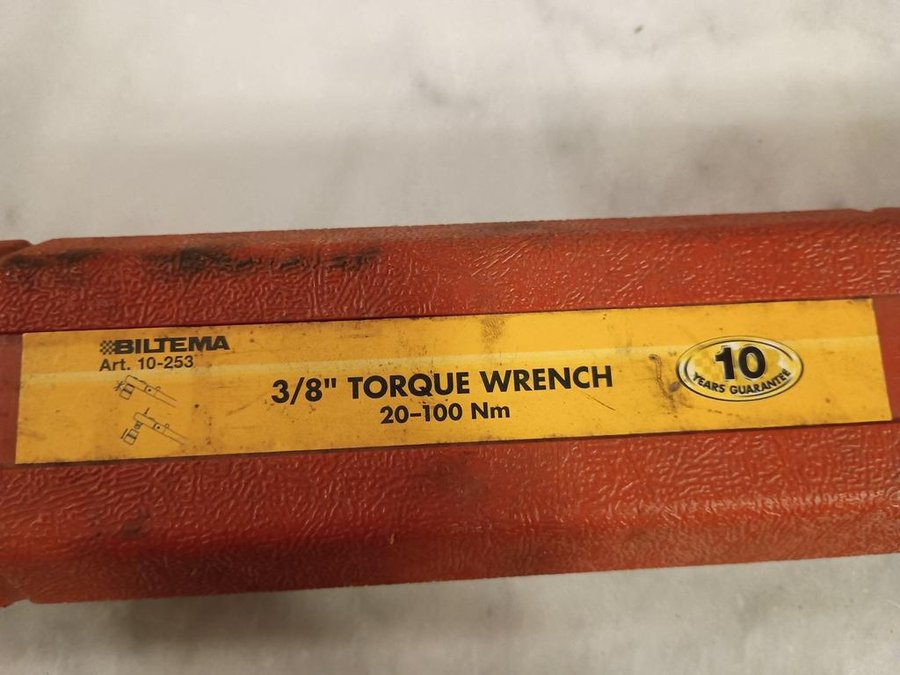 BILTEMA
Art. 10-253
3/8" TORQUE WRENCH
20-100 Nm
10
YEARS GUARANTEE